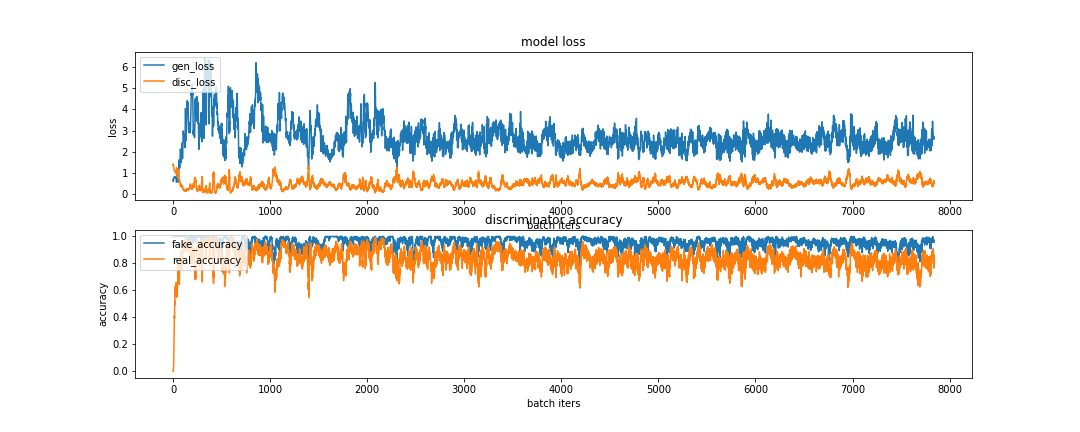 model loss
gen_loss
disc_loss
loss
6
5
4
3
2
1
0
0 1000 2000 3000 4000 5000 6000 7000 8000
batch iters
discriminator accuracy
fake_accuracy
real_accuracy
accuracy
1.0
0.8
0.6
0.4
0.2
0.0
0 1000 2000 3000 4000 5000 6000 7000 8000
batch iters